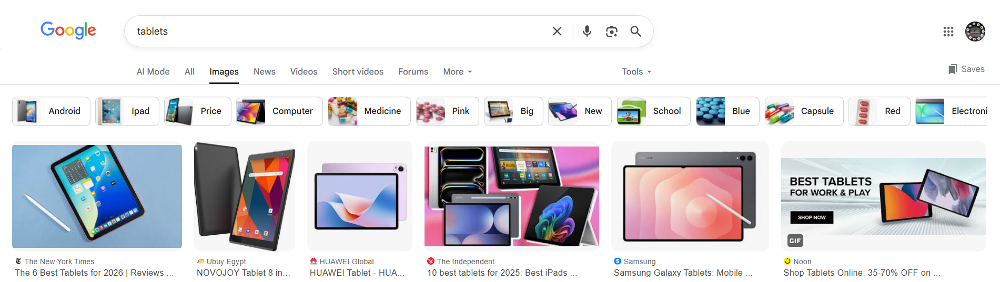 Google
tablets
AI Mode
All
Images
News
Videos
Short videos
Forums
More
Tools
Saves
Android
Ipad
Price
Computer
Medicine
Pink
Big
New
School
Blue
Capsule
Red
Electroni
BEST TABLETS
FOR WORK & PLAY
SHOP NOW
GIF
The New York Times
The 6 Best Tablets for 2026 | Reviews ...
Ubuy Egypt
NOVOJOY Tablet 8 in...
HUAWEI Global
HUAWEI Tablet - HUA...
The Independent
10 best tablets for 2025: Best iPads ...
Samsung
Samsung Galaxy Tablets: Mobile ...
Noon
Shop Tablets Online: 35-70% OFF on ...